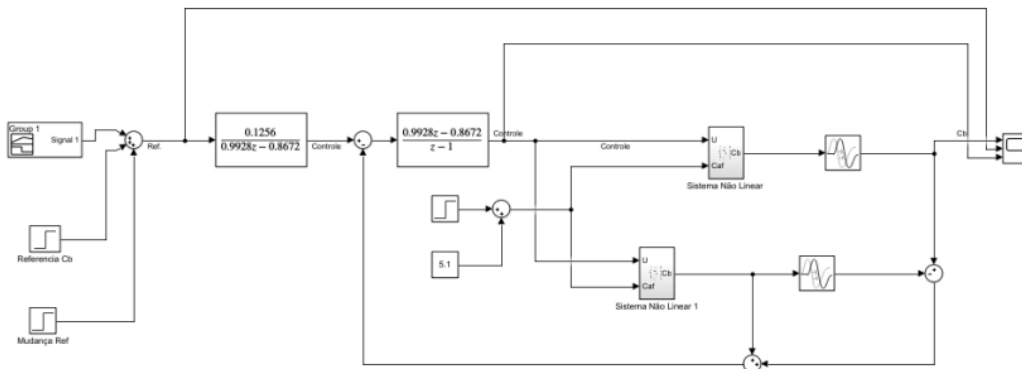 Group 1
Signal 1
Ref.
Referencia Cb
Mudança Ref
0.1256
0.9928z − 0.8672
Controle
0.9928z − 0.8672
z − 1
Controle
Controle
5.1
U
Caf
Cb
Sistema Não Linear
U
Caf
Cb
Sistema Não Linear 1
Cb